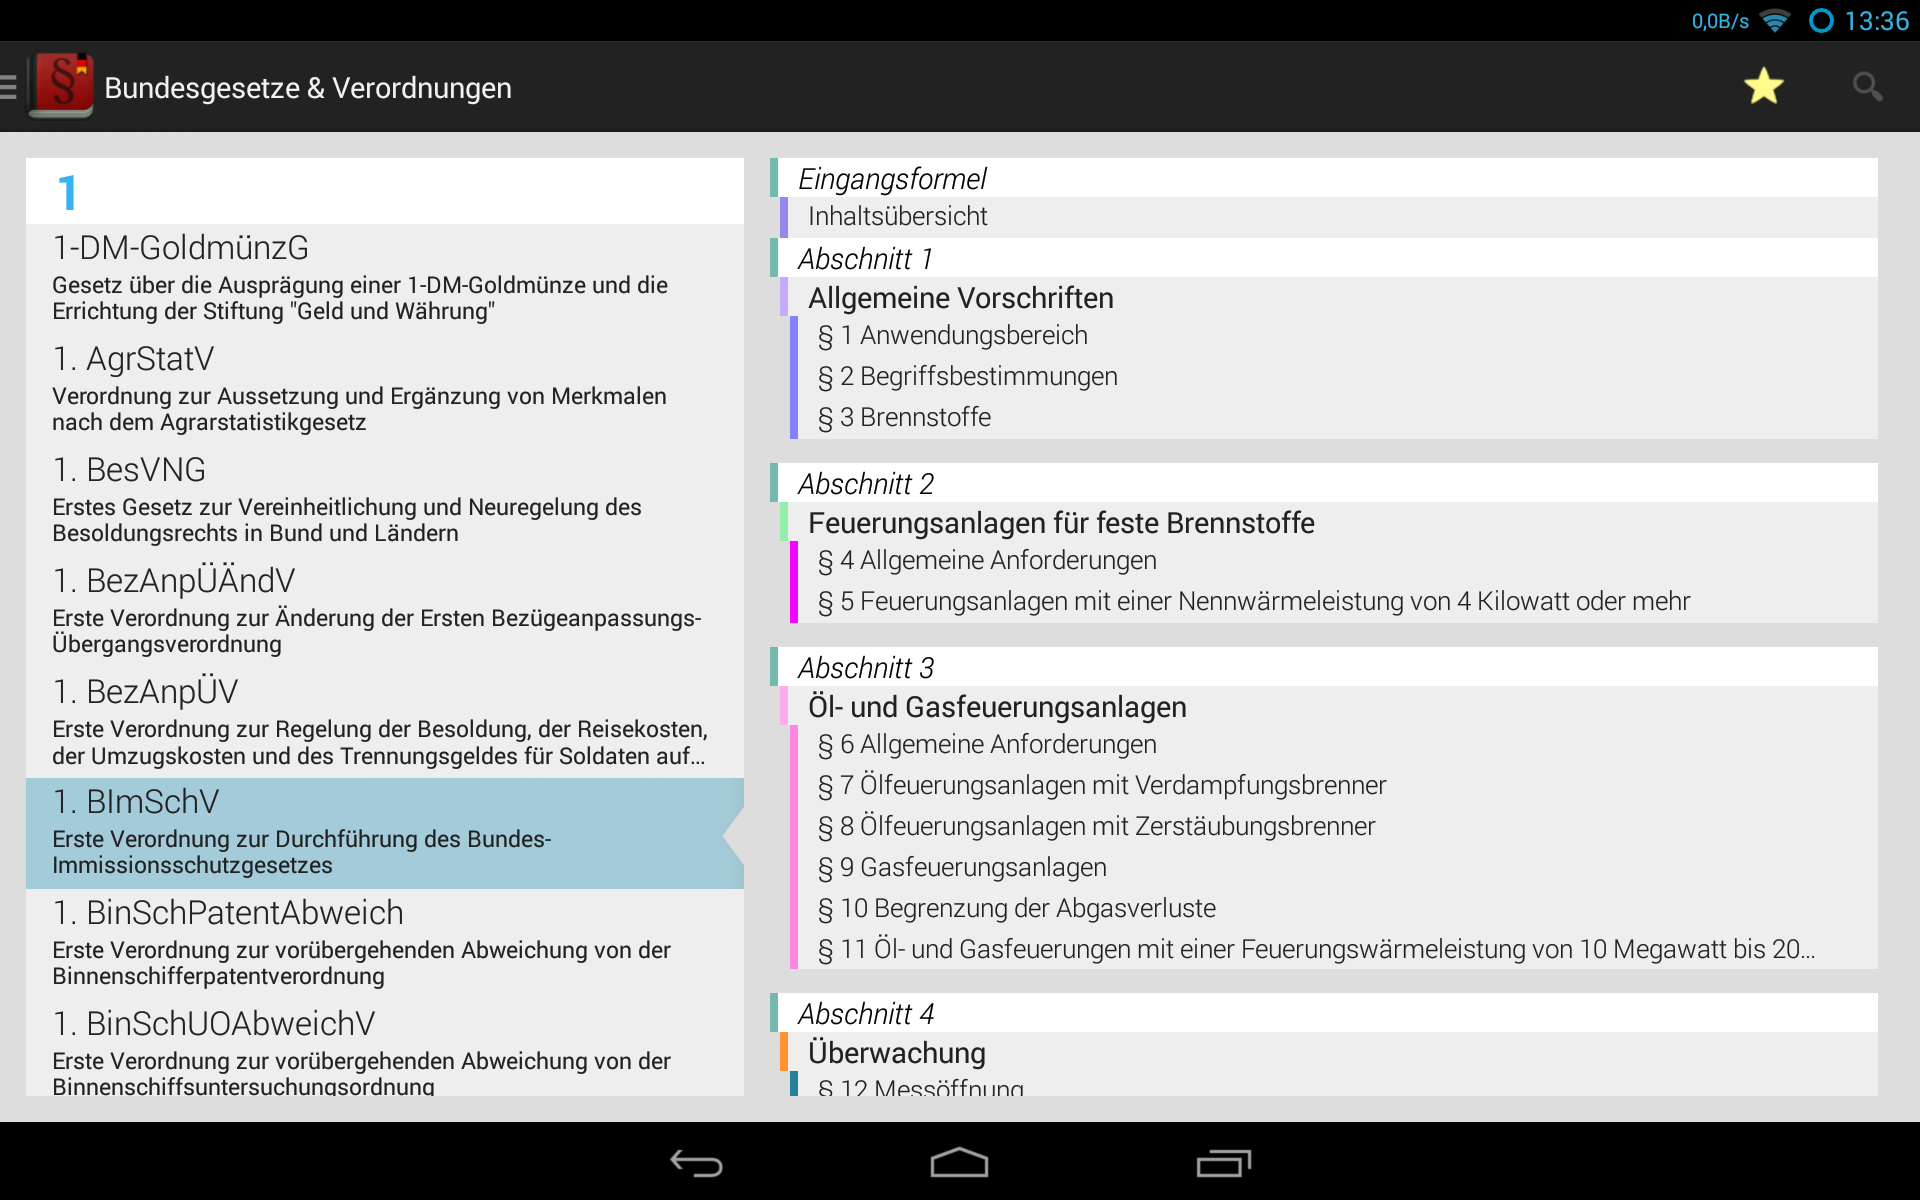 0,0B/s 13:36
Bundesgesetze & Verordnungen
1
1-DM-GoldmünzG
Gesetz über die Ausprägung einer 1-DM-Goldmünze und die
Errichtung der Stiftung "Geld und Währung"
1. AgrStatV
Verordnung zur Aussetzung und Ergänzung von Merkmalen
nach dem Agrarstatistikgesetz
1. BesVNG
Erstes Gesetz zur Vereinheitlichung und Neuregelung des
Besoldungsrechts in Bund und Ländern
1. BezAnpÜÄndV
Erste Verordnung zur Änderung der Ersten Bezügeanpassungs-
Übergangsverordnung
1. BezAnpÜV
Erste Verordnung zur Regelung der Besoldung, der Reisekosten,
der Umzugskosten und des Trennungsgeldes für Soldaten auf...
1. BImSchV
Erste Verordnung zur Durchführung des Bundes-
Immissionsschutzgesetzes
1. BinSchPatentAbweich
Erste Verordnung zur vorübergehenden Abweichung von der
Binnenschifferpatentverordnung
1. BinSchUOAbweichV
Erste Verordnung zur vorübergehenden Abweichung von der
Binnenschiffsuntersuchungsordnung
Eingangsformel
Inhaltsübersicht
Abschnitt 1
Allgemeine Vorschriften
§ 1 Anwendungsbereich
§ 2 Begriffsbestimmungen
§ 3 Brennstoffe
Abschnitt 2
Feuerungsanlagen für feste Brennstoffe
§ 4 Allgemeine Anforderungen
§ 5 Feuerungsanlagen mit einer Nennwärmeleistung von 4 Kilowatt oder mehr
Abschnitt 3
Öl- und Gasfeuerungsanlagen
§ 6 Allgemeine Anforderungen
§ 7 Ölfeuerungsanlagen mit Verdampfungsbrenner
§ 8 Ölfeuerungsanlagen mit Zerstäubungsbrenner
§ 9 Gasfeuerungsanlagen
§ 10 Begrenzung der Abgasverluste
§ 11 Öl- und Gasfeuerungen mit einer Feuerungswärmeleistung von 10 Megawatt bis 20...
Abschnitt 4
Überwachung
§ 12 Messöffnung